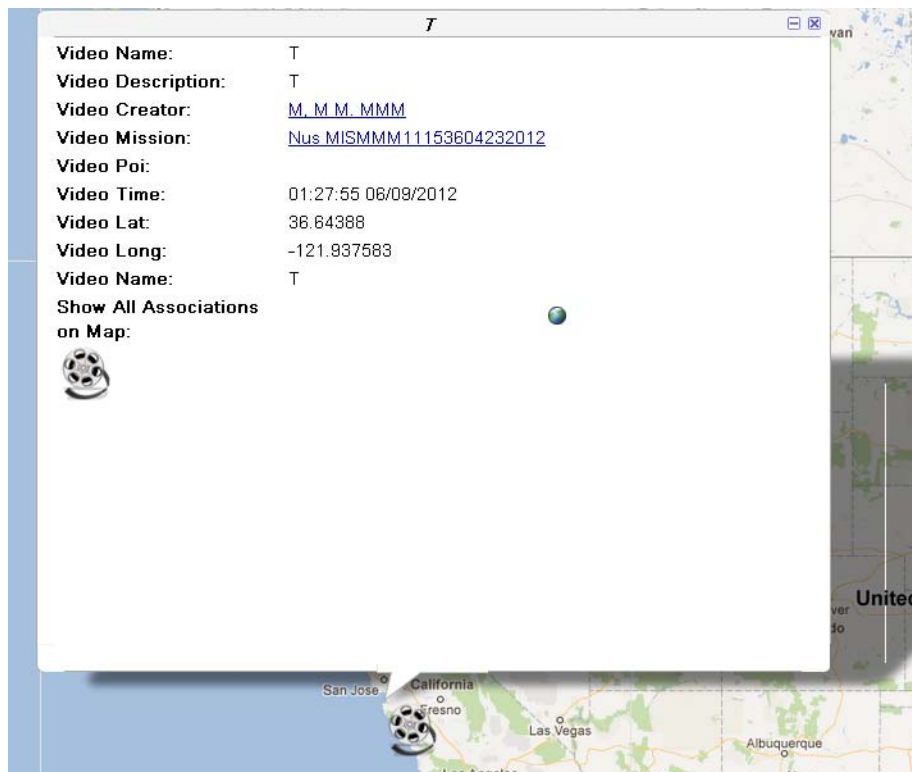 T
Video Name: T
Video Description: T
Video Creator: M, M M. MMM
Video Mission: Nus MISMMM11153604232012
Video Poi:
Video Time: 01:27:55 06/09/2012
Video Lat: 36.64388
Video Long: -121.937583
Video Name: T
Show All Associations
on Map:
San Jose
California
Fresno
Las Vegas
Albuquerque
United